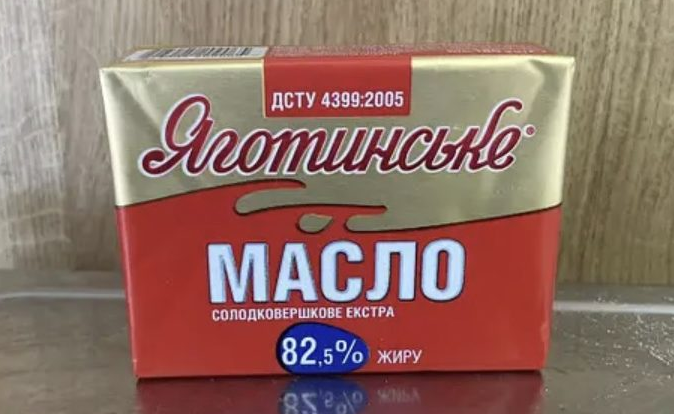 ДСТУ 4399:2005
Яготинське
МАСЛО
СОЛОДКОВЕРШКОВЕ ЕКСТРА
82,5% ЖИРУ